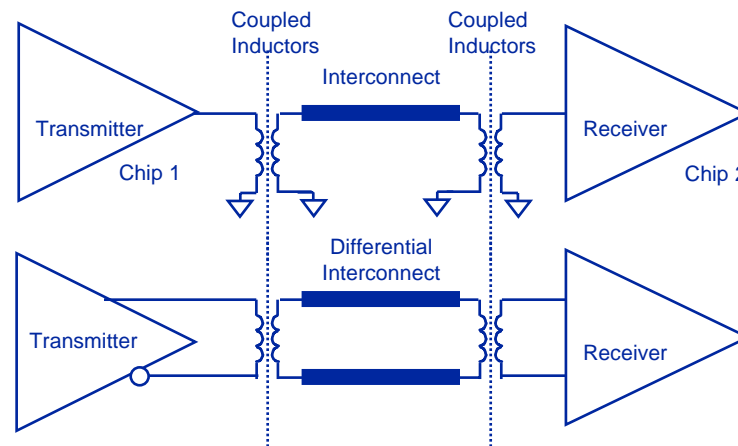 Coupled
Inductors
Coupled
Inductors
Interconnect
Transmitter
Receiver
Chip 1
Chip 2
Differential
Interconnect
Transmitter
Receiver